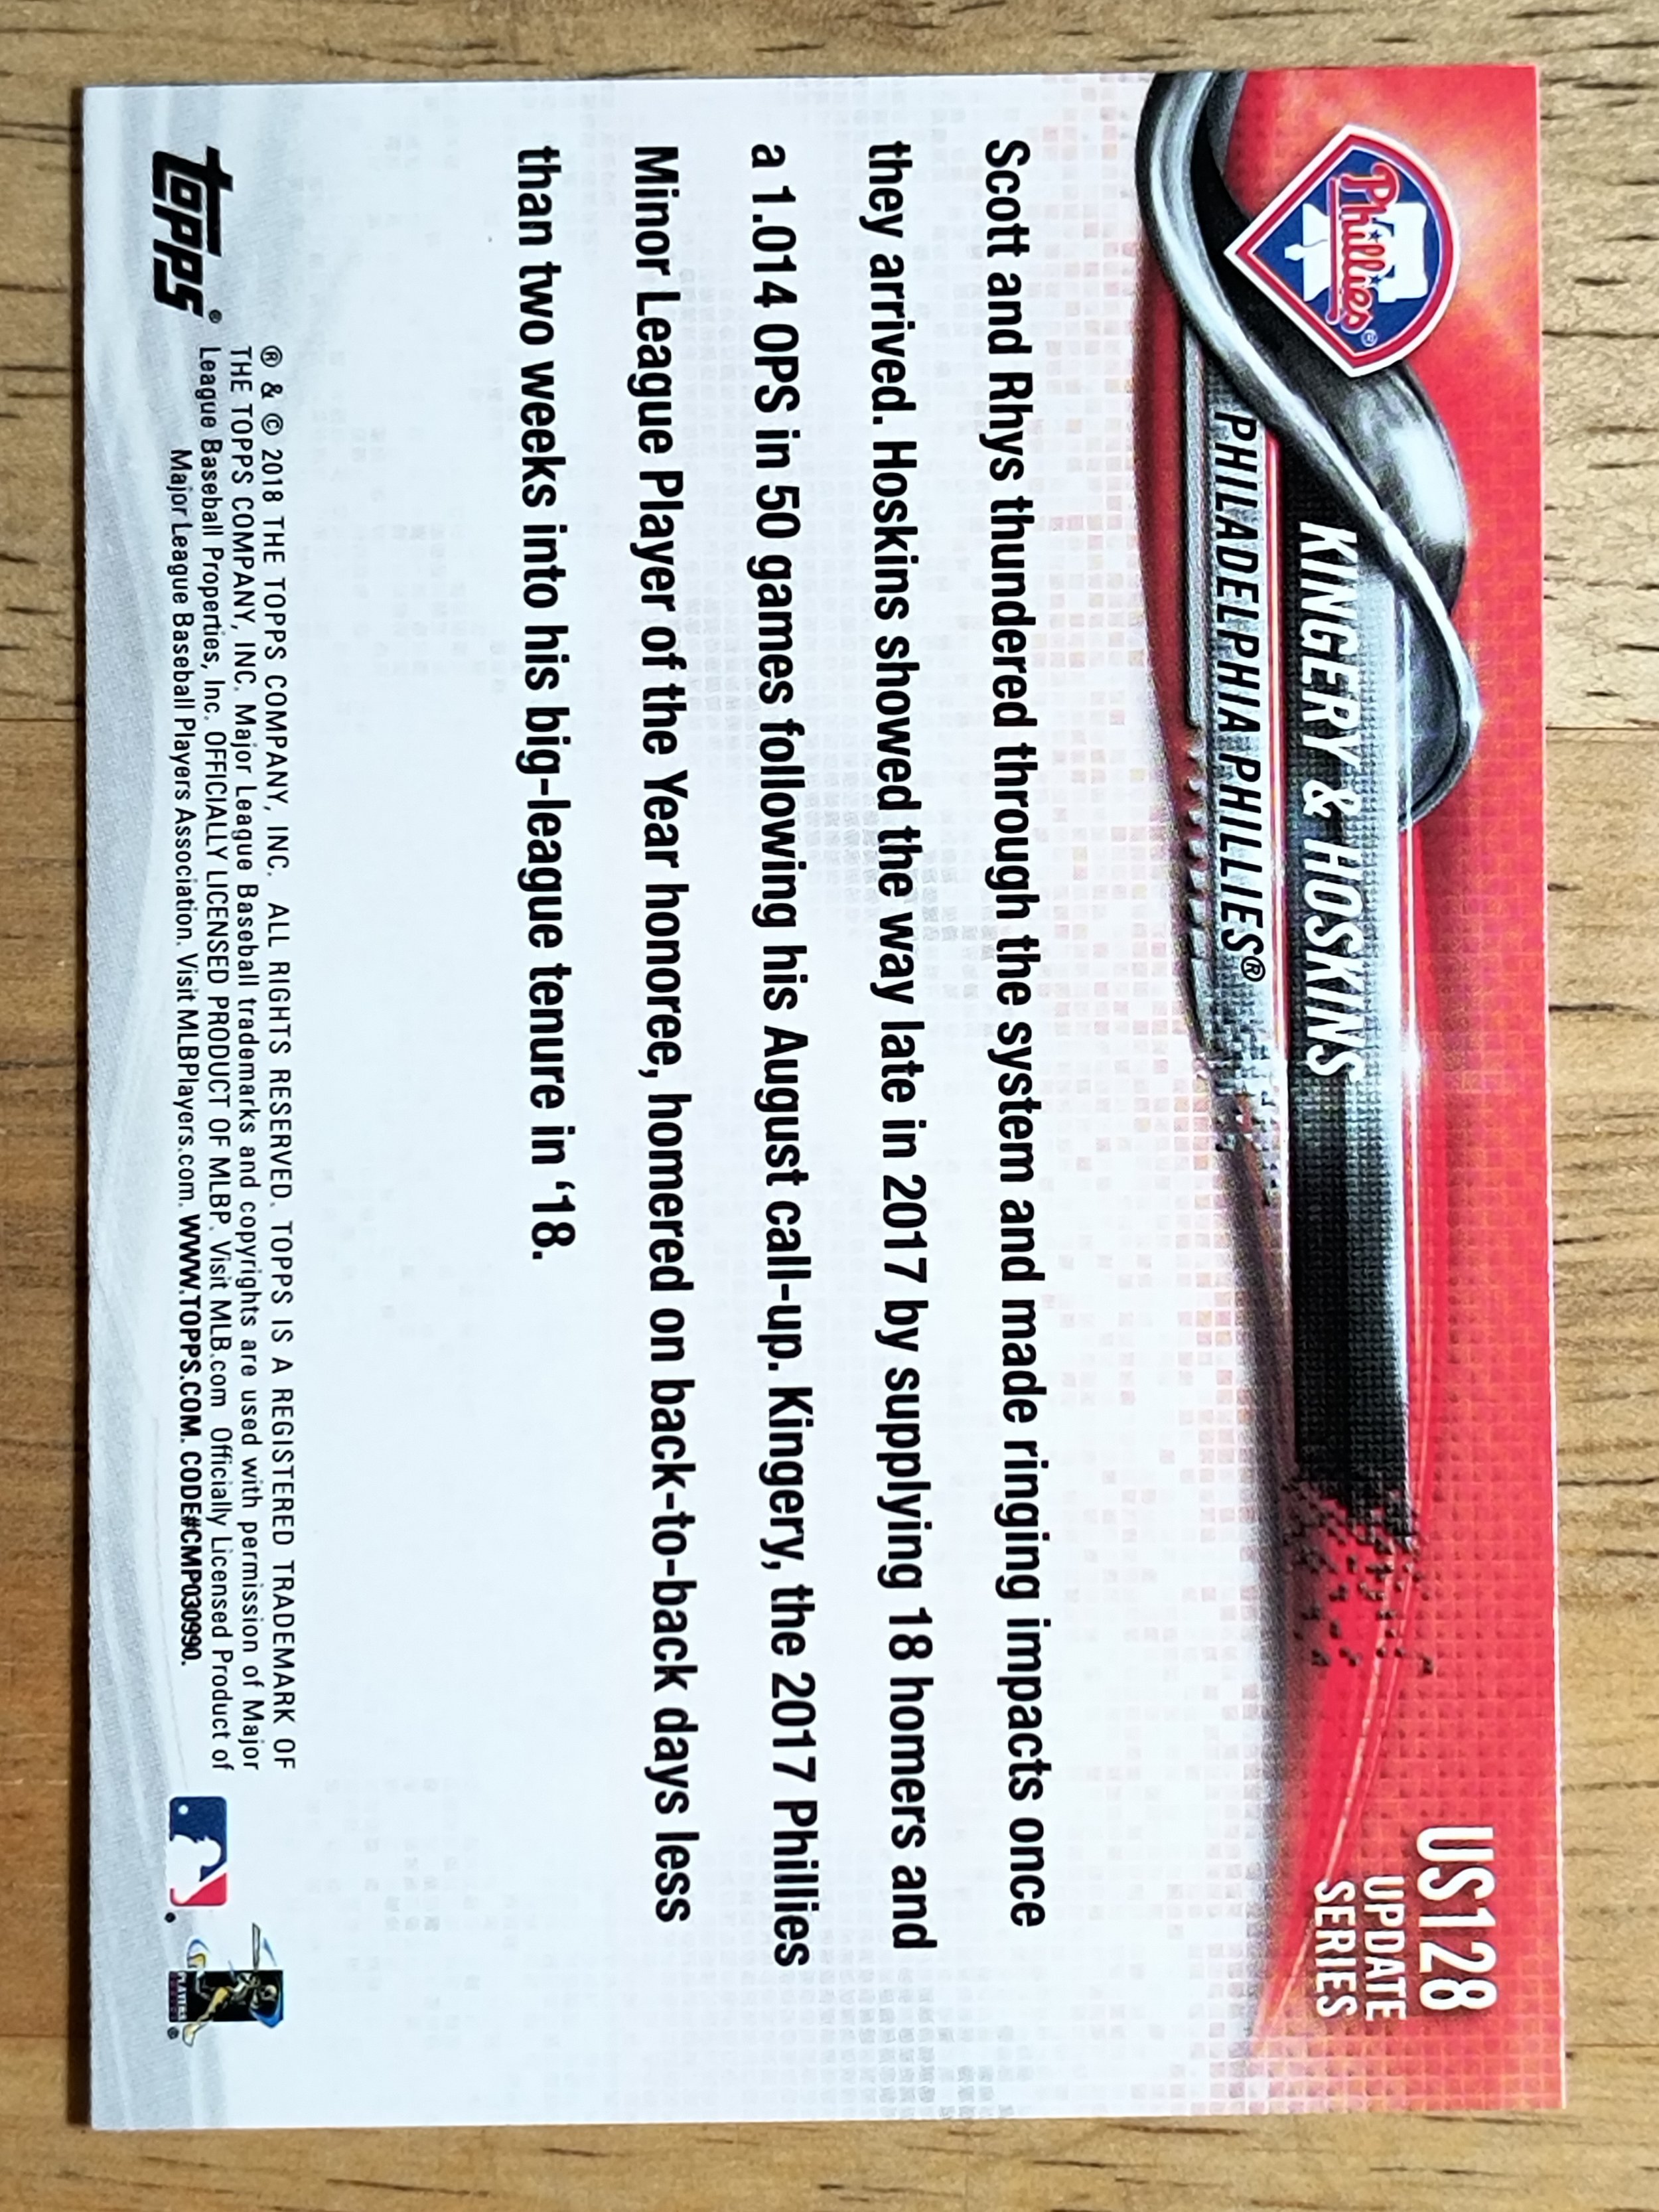 US128
UPDATE
SERIES
Phillies®
KINGERY & HOSKINS
PHILADELPHIA PHILLIES®
Scott and Rhys thundered through the system and made ringing impacts once
they arrived. Hoskins showed the way late in 2017 by supplying 18 homers and
a 1.014 OPS in 50 games following his August call-up. Kingery, the 2017 Phillies
Minor League Player of the Year honoree, homered on back-to-back days less
than two weeks into his big-league tenure in ‘18.
topps®
® & © 2018 THE TOPPS COMPANY, INC. ALL RIGHTS RESERVED. TOPPS IS A REGISTERED TRADEMARK OF
THE TOPPS COMPANY, INC. Major League Baseball trademarks and copyrights are used with permission of Major
League Baseball Properties, Inc. OFFICIALLY LICENSED PRODUCT OF MLBP. Visit MLB.com Officially Licensed Product of
Major League Baseball Players Association. Visit MLBPlayers.com. WWW.TOPPS.COM. CODE#CMP030990.